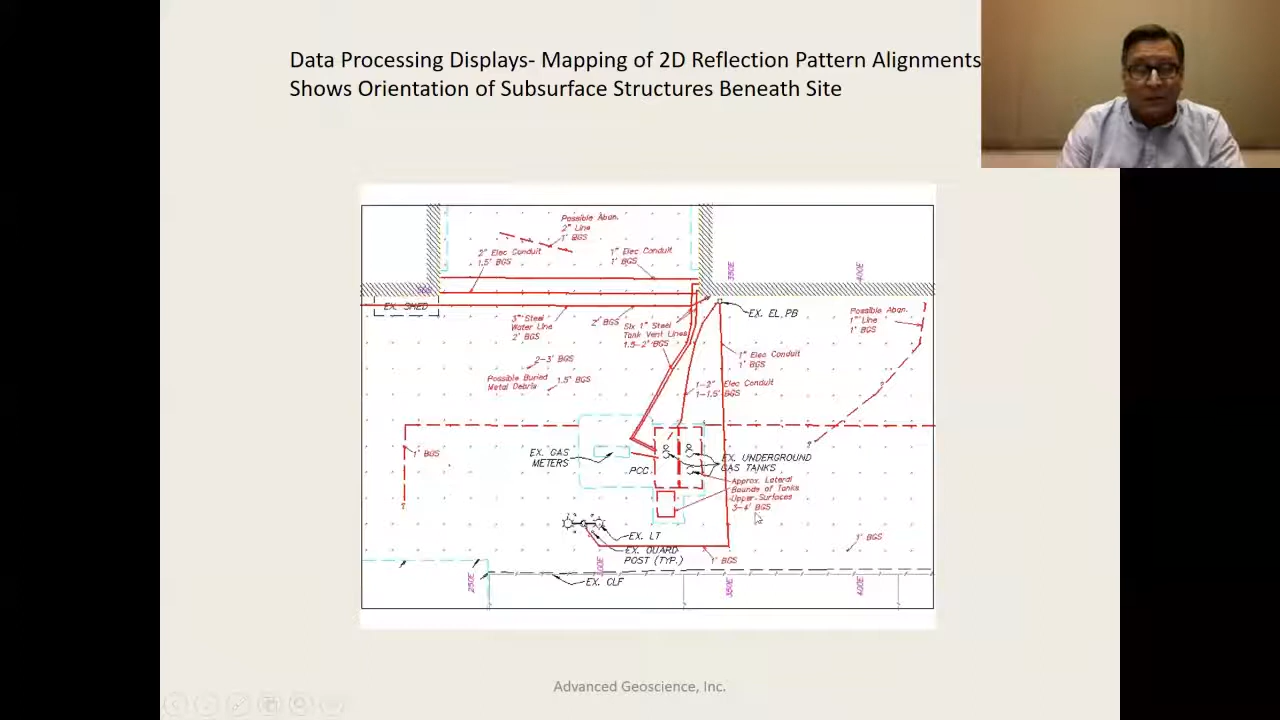 Data Processing Displays- Mapping of 2D Reflection Pattern Alignments
Shows Orientation of Subsurface Structures Beneath Site
Possible Aban.
2" Line
1' BGS
2" Elec Conduit
1.5' BGS
1" Elec Conduit
1' BGS
350E
400E
EX. SHED
3" Steel
Water Line
2' BGS
2' BGS
Six 1" Steel
Tank Vent Lines
1.5-2' BGS
EX. EL PB
Possible Aban.
1" Line
1' BGS
2-3' BGS
Possible Buried
Metal Debris
1.5' BGS
1" Elec Conduit
1' BGS
1-2" Elec Conduit
1-1.5' BGS
?
1' BGS
EX. GAS
METERS
PCC
EX. UNDERGROUND
GAS TANKS
Approx. Lateral
Bounds of Tanks
Upper Surfaces
3-4' BGS
?
EX. LT
EX. GUARD
POST (TYP.)
1' BGS
1' BGS
EX. CLF
250E
350E
400E
Advanced Geoscience, Inc.